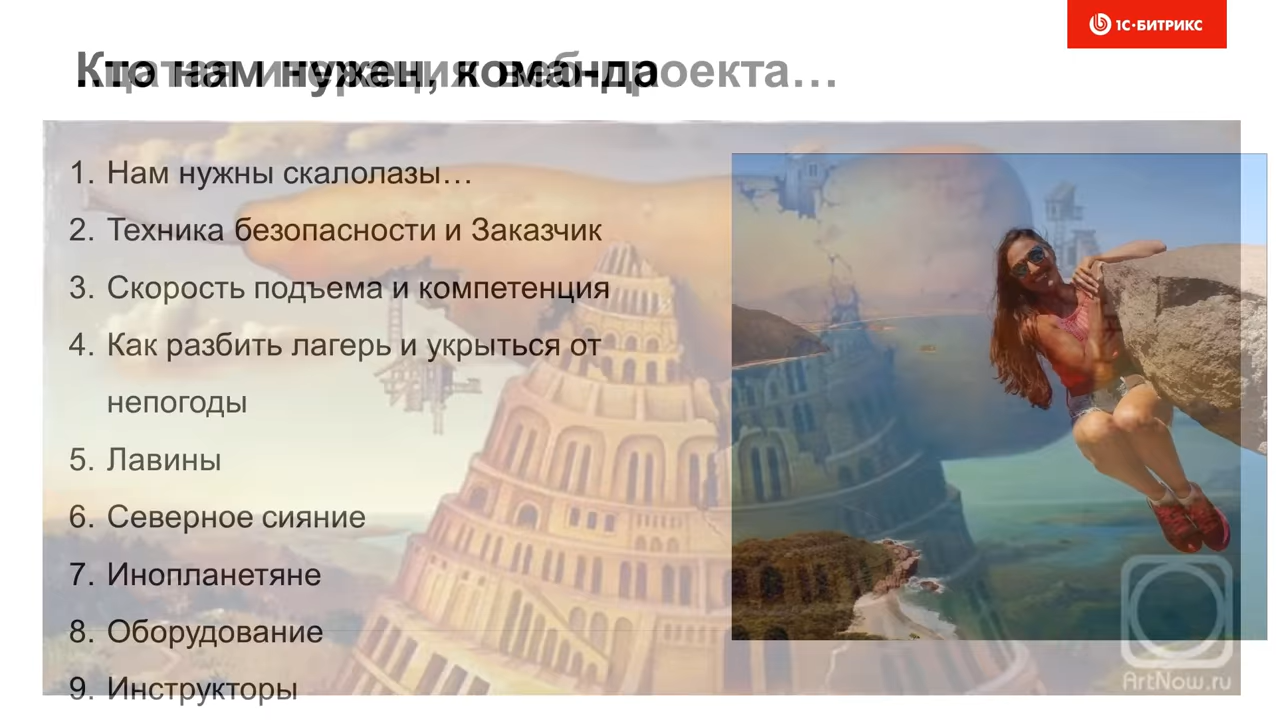 1С·БИТРИКС
Кто нам нужен, команда
1. Нам нужны скалолазы…
2. Техника безопасности и Заказчик
3. Скорость подъема и компетенция
4. Как разбить лагерь и укрыться от
непогоды
5. Лавины
6. Северное сияние
7. Инопланетяне
8. Оборудование
9. Инструкторы
ArtNow.ru